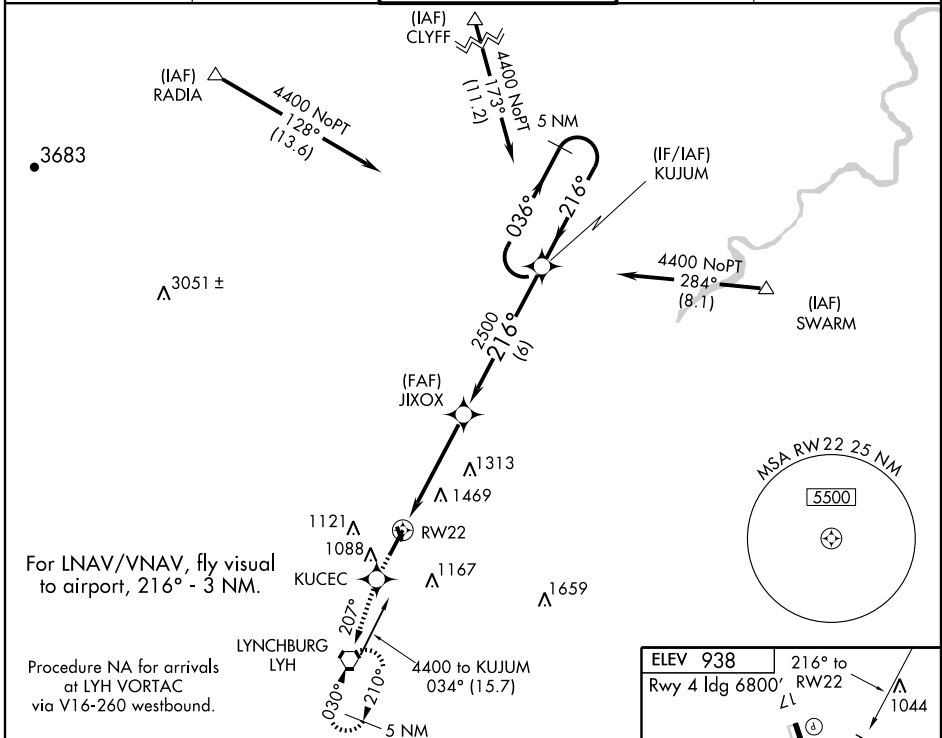 (IAF)
CLYFF
(IAF)
RADIA
4400 NoPT
128°
(13.6)
4400 NoPT
173°
(11.2)
5 NM
(IF/IAF)
KUJUM
3683
036°
216°
4400 NoPT
284°
(8.1)
(IAF)
SWARM
3051 ±
2500
216°
(6)
(FAF)
JIXOX
MSA RW22 25 NM
5500
1313
1469
1121
RW22
1088
1167
KUCEC
1659
For LNAV/VNAV, fly visual
to airport, 216° - 3 NM.
207°
LYNCHBURG
LYH
4400 to KUJUM
034° (15.7)
030°
210°
5 NM
Procedure NA for arrivals
at LYH VORTAC
via V16-260 westbound.
ELEV 938
Rwy 4 ldg 6800'
216° to
RW22
1044
17
P